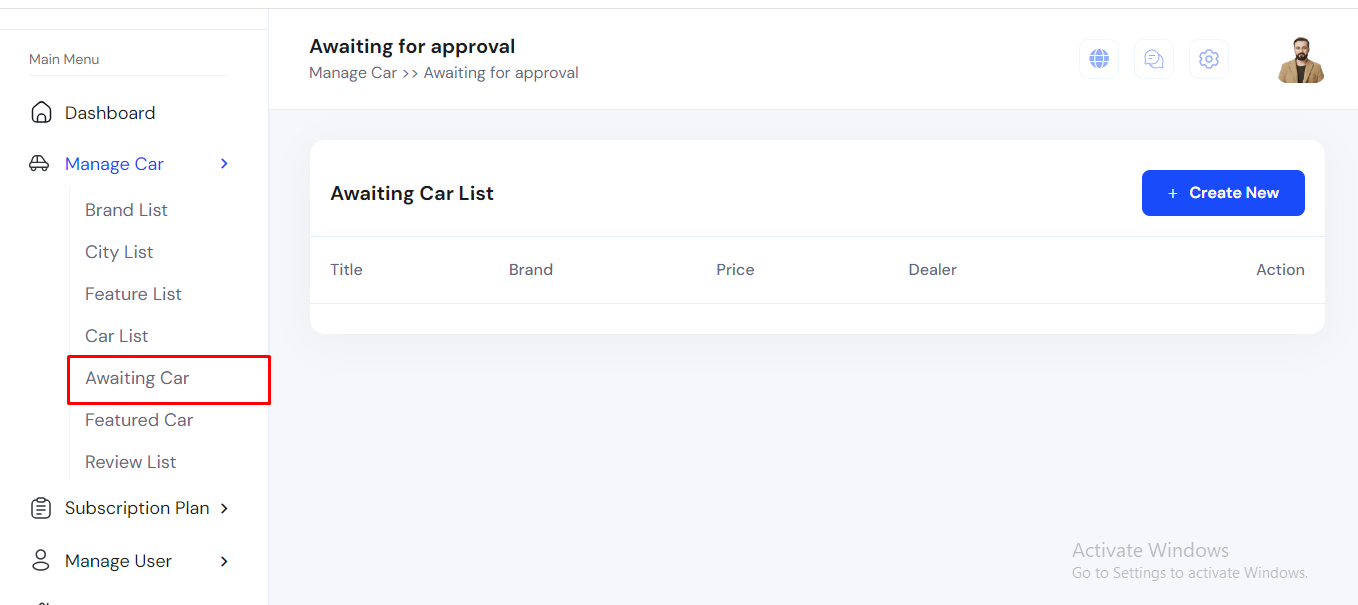 Main Menu
Dashboard
Manage Car
Brand List
City List
Feature List
Car List
Awaiting Car
Featured Car
Review List
Subscription Plan
Manage User
Awaiting for approval
Manage Car >> Awaiting for approval
Awaiting Car List
+ Create New
Title Brand Price Dealer Action
Activate Windows
Go to Settings to activate Windows.